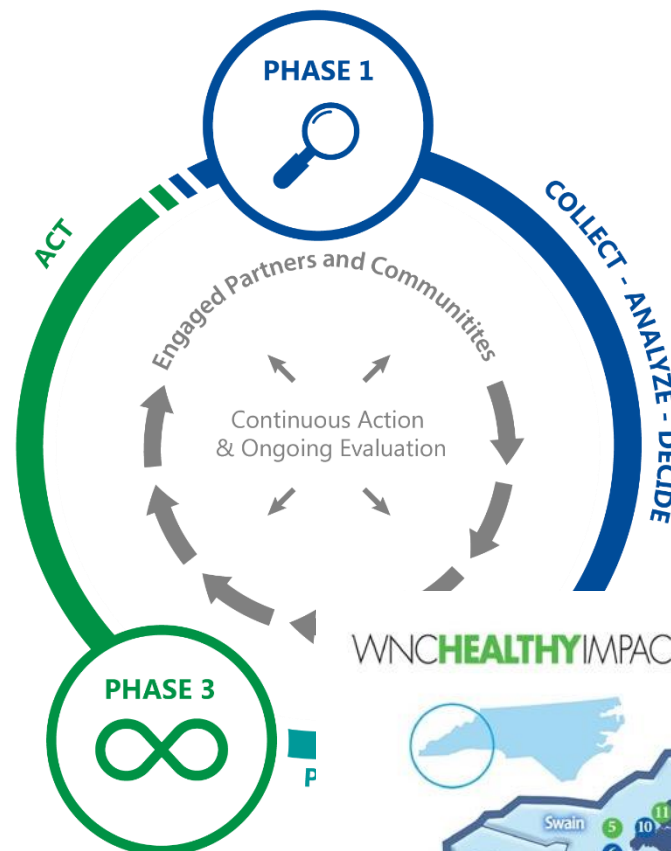 PHASE 1
ACT
COLLECT - ANALYZE - DECIDE
Engaged Partners and Communitites
Continuous Action
& Ongoing Evaluation
WNCHEALTHYIMPAC
PHASE 3
P
Swain
5
10
11